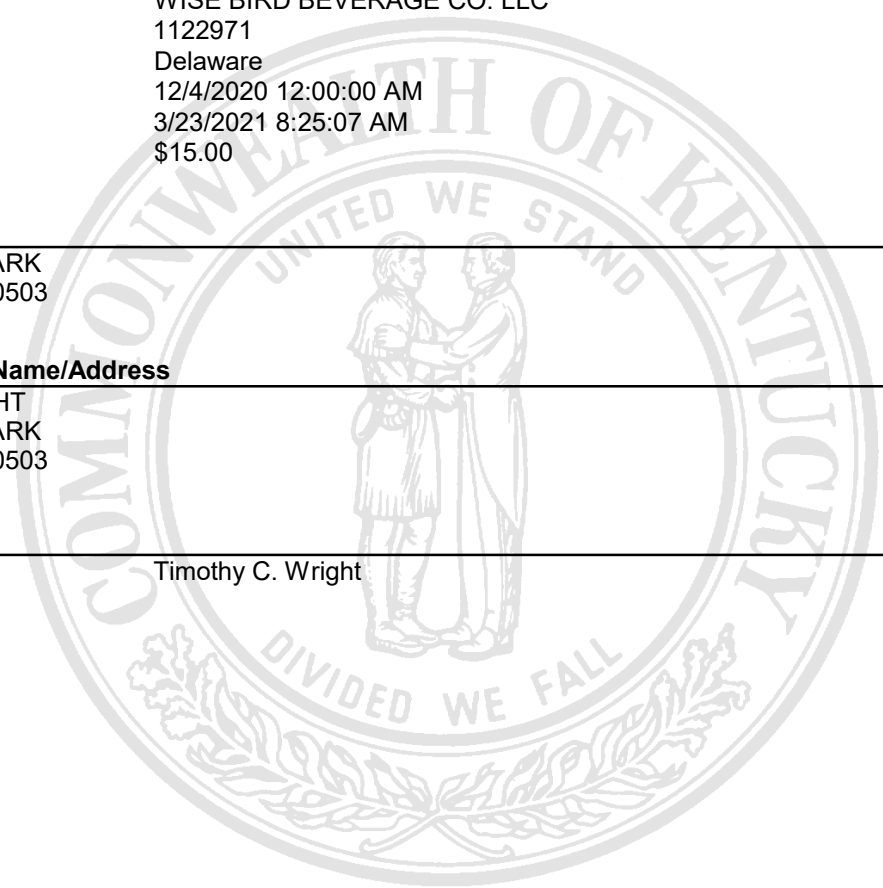 WISE BIRD BEVERAGE CO. LLC
1122971
Delaware
12/4/2020 12:00:00 AM
3/23/2021 8:25:07 AM
$15.00
ARK
0503
Name/Address
HT
ARK
0503
Timothy C. Wright
COMMONWEALTH OF KENTUCKY
UNITED WE STAND
DIVIDED WE FALL